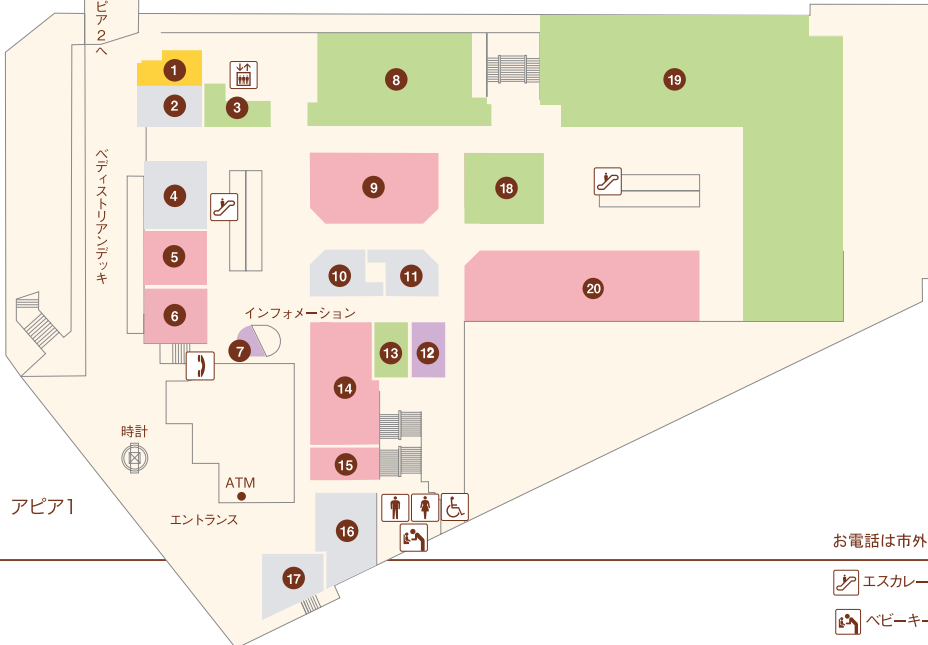 ピア2へ
1
2
3
8
19
ペディストリアンデッキ
4
9
18
5
10
11
20
6
インフォメーション
7
13
12
14
時計
15
ATM
アピア1
エントランス
16
17
お電話は市外
エスカレー
ベビーキー